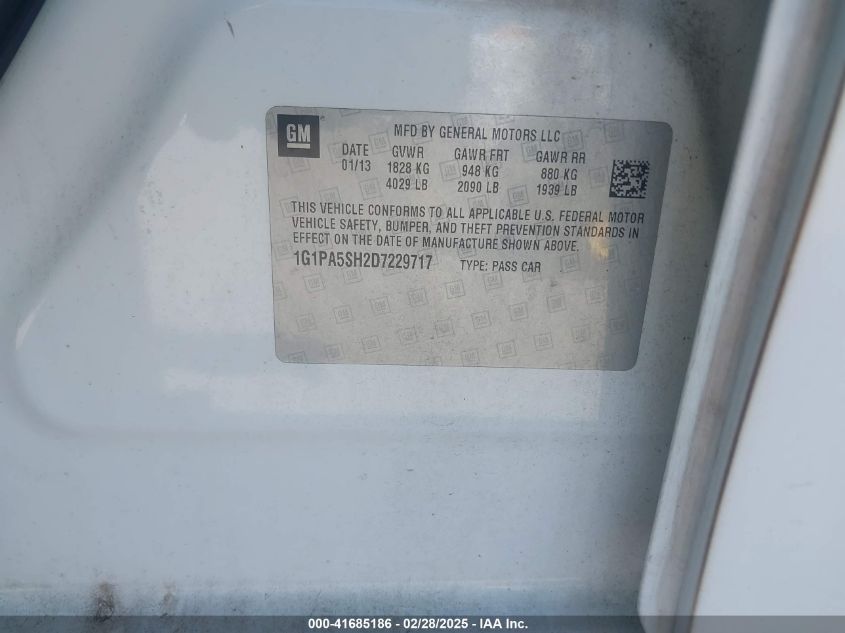 GM
MFD BY GENERAL MOTORS LLC
DATE GVWR GAWR FRT GAWR RR
01/13 1828 KG 948 KG 880 KG
4029 LB 2090 LB 1939 LB
THIS VEHICLE CONFORMS TO ALL APPLICABLE U.S. FEDERAL MOTOR
VEHICLE SAFETY, BUMPER, AND THEFT PREVENTION STANDARDS IN
EFFECT ON THE DATE OF MANUFACTURE SHOWN ABOVE.
1G1PA5SH2D7229717 TYPE: PASS CAR
000-41685186 - 02/28/2025 - IAA Inc.